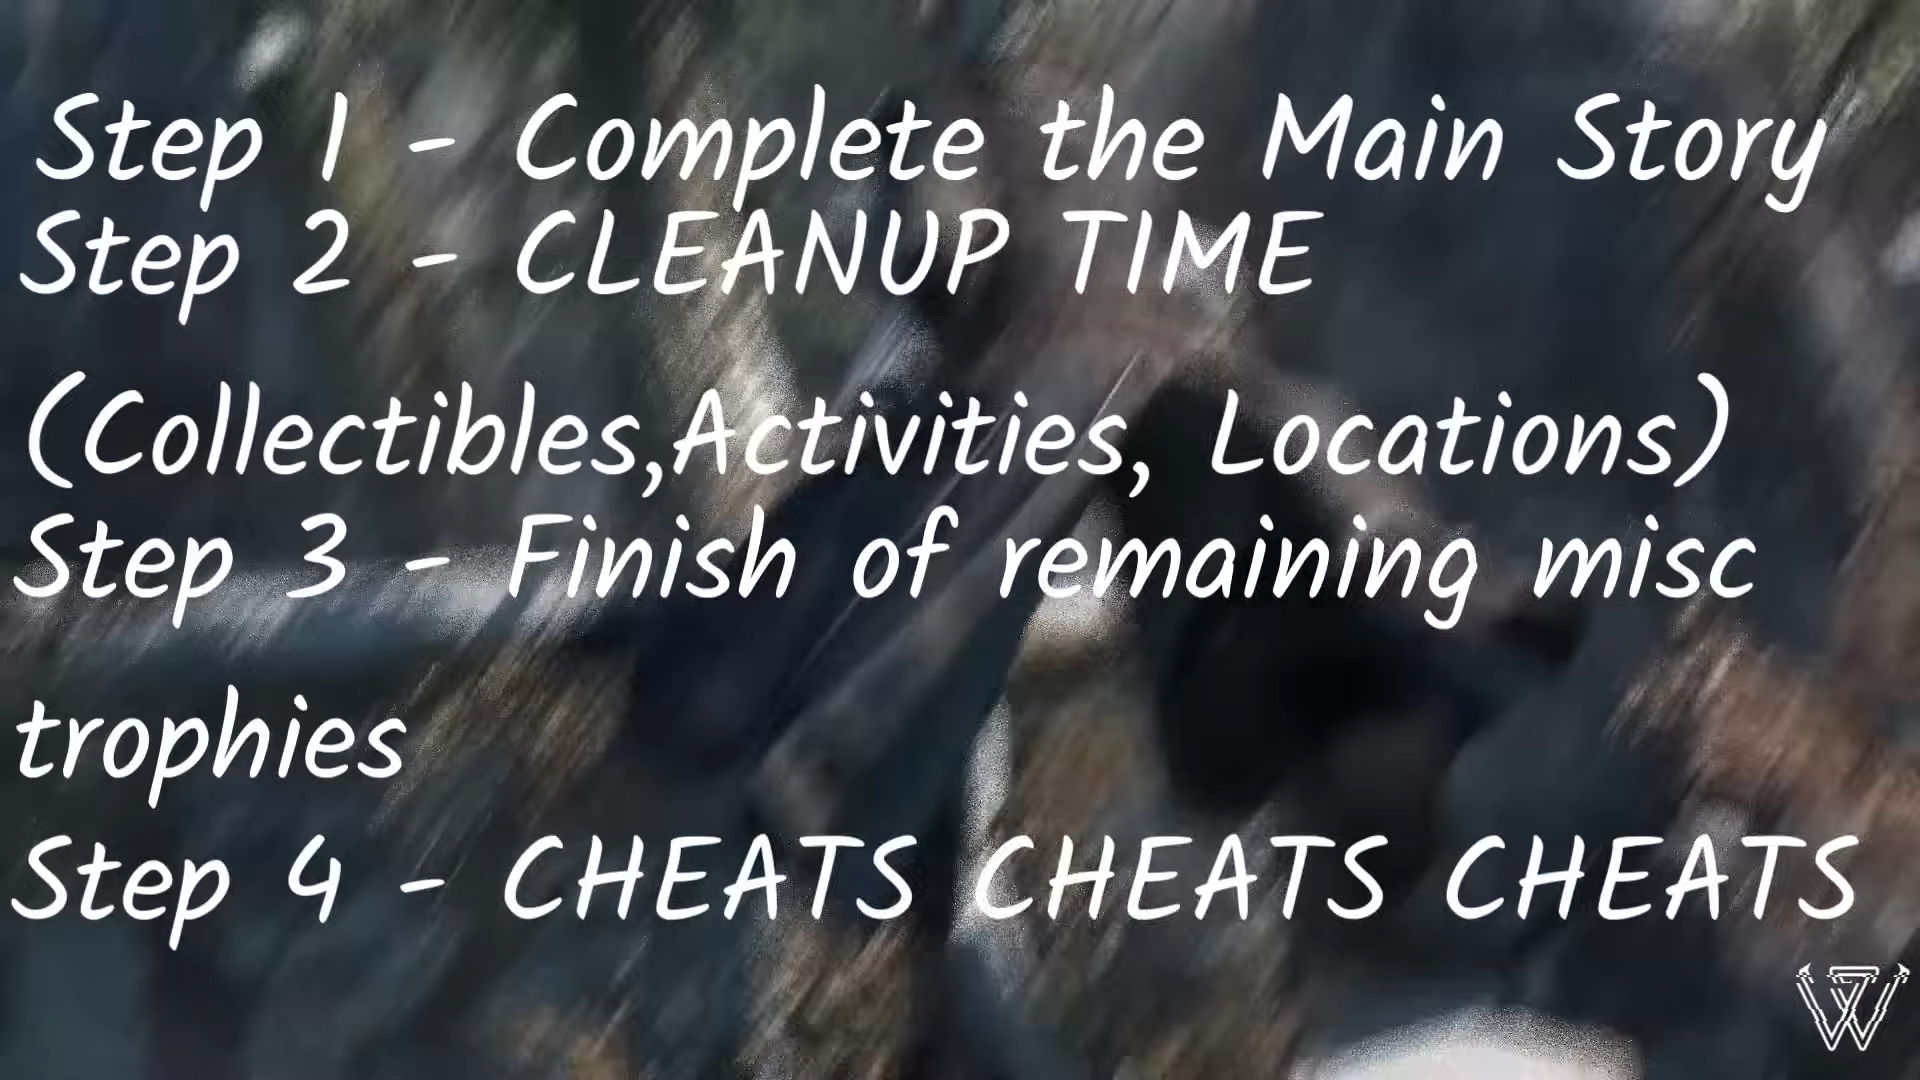 Step 1 - Complete the Main Story
Step 2 - CLEANUP TIME
(Collectibles,Activities, Locations)
Step 3 - Finish of remaining misc
trophies
Step 4 - CHEATS CHEATS CHEATS